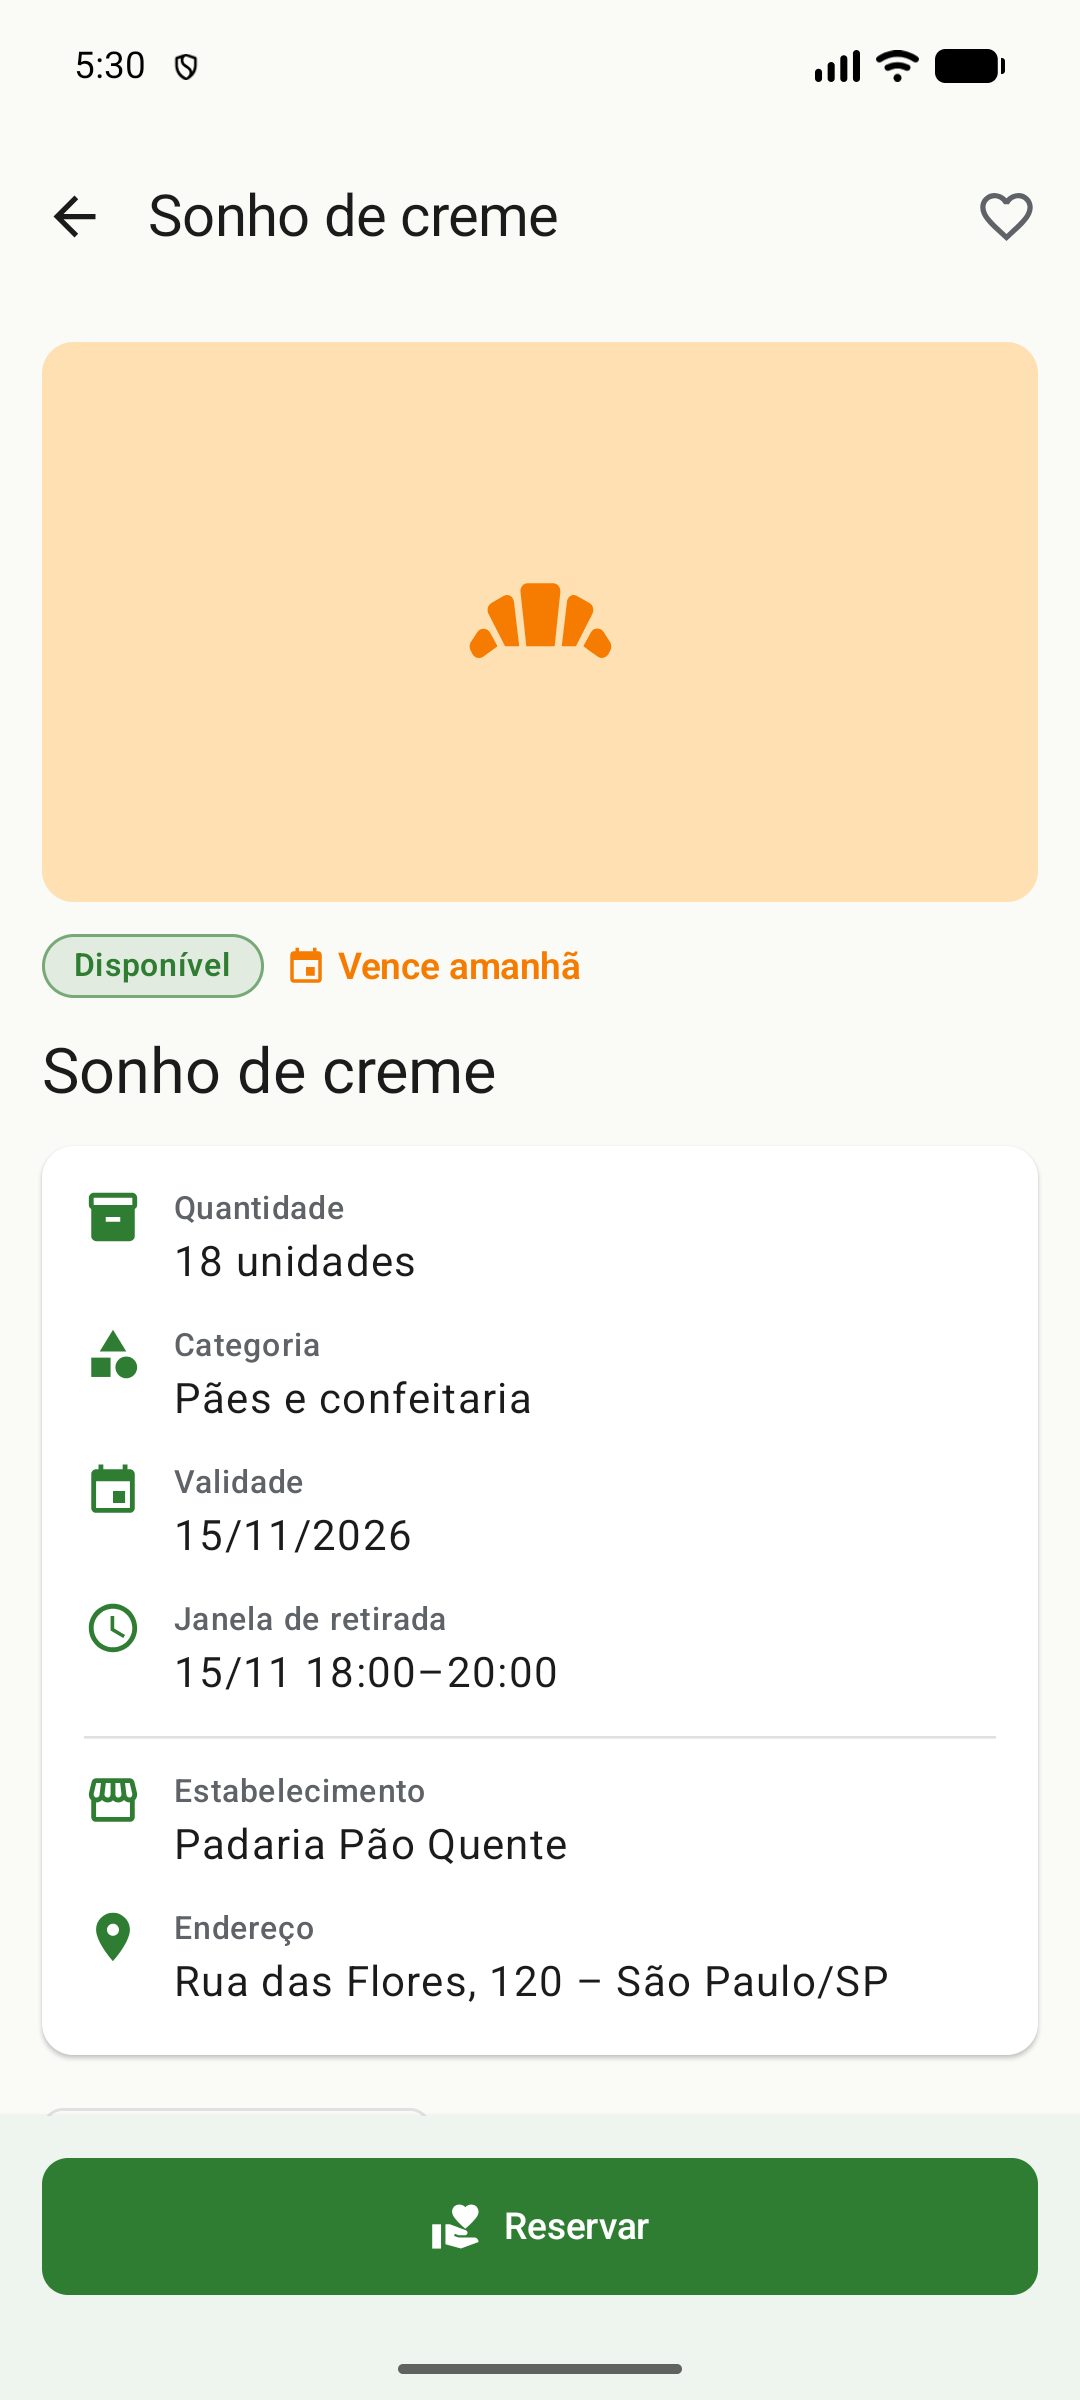 5:30
Sonho de creme
Disponível
Vence amanhã
Sonho de creme
Quantidade
18 unidades
Categoria
Pães e confeitaria
Validade
15/11/2026
Janela de retirada
15/11 18:00–20:00
Estabelecimento
Padaria Pão Quente
Endereço
Rua das Flores, 120 – São Paulo/SP
Reservar